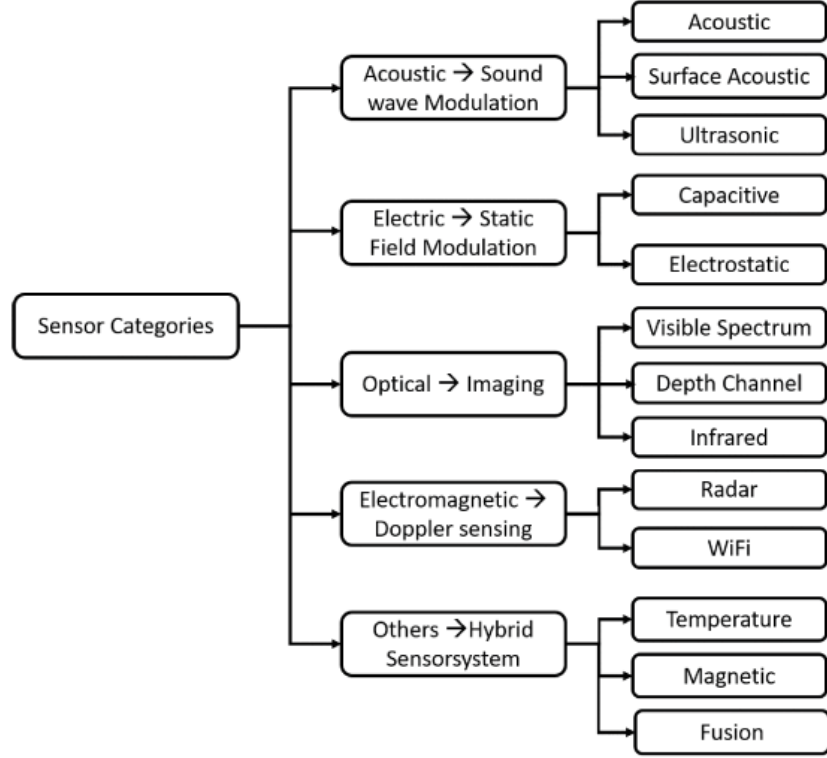 Sensor Categories
Acoustic → Sound
wave Modulation
Acoustic
Surface Acoustic
Ultrasonic
Electric → Static
Field Modulation
Capacitive
Electrostatic
Optical → Imaging
Visible Spectrum
Depth Channel
Infrared
Electromagnetic →
Doppler sensing
Radar
WiFi
Others →Hybrid
Sensorsystem
Temperature
Magnetic
Fusion